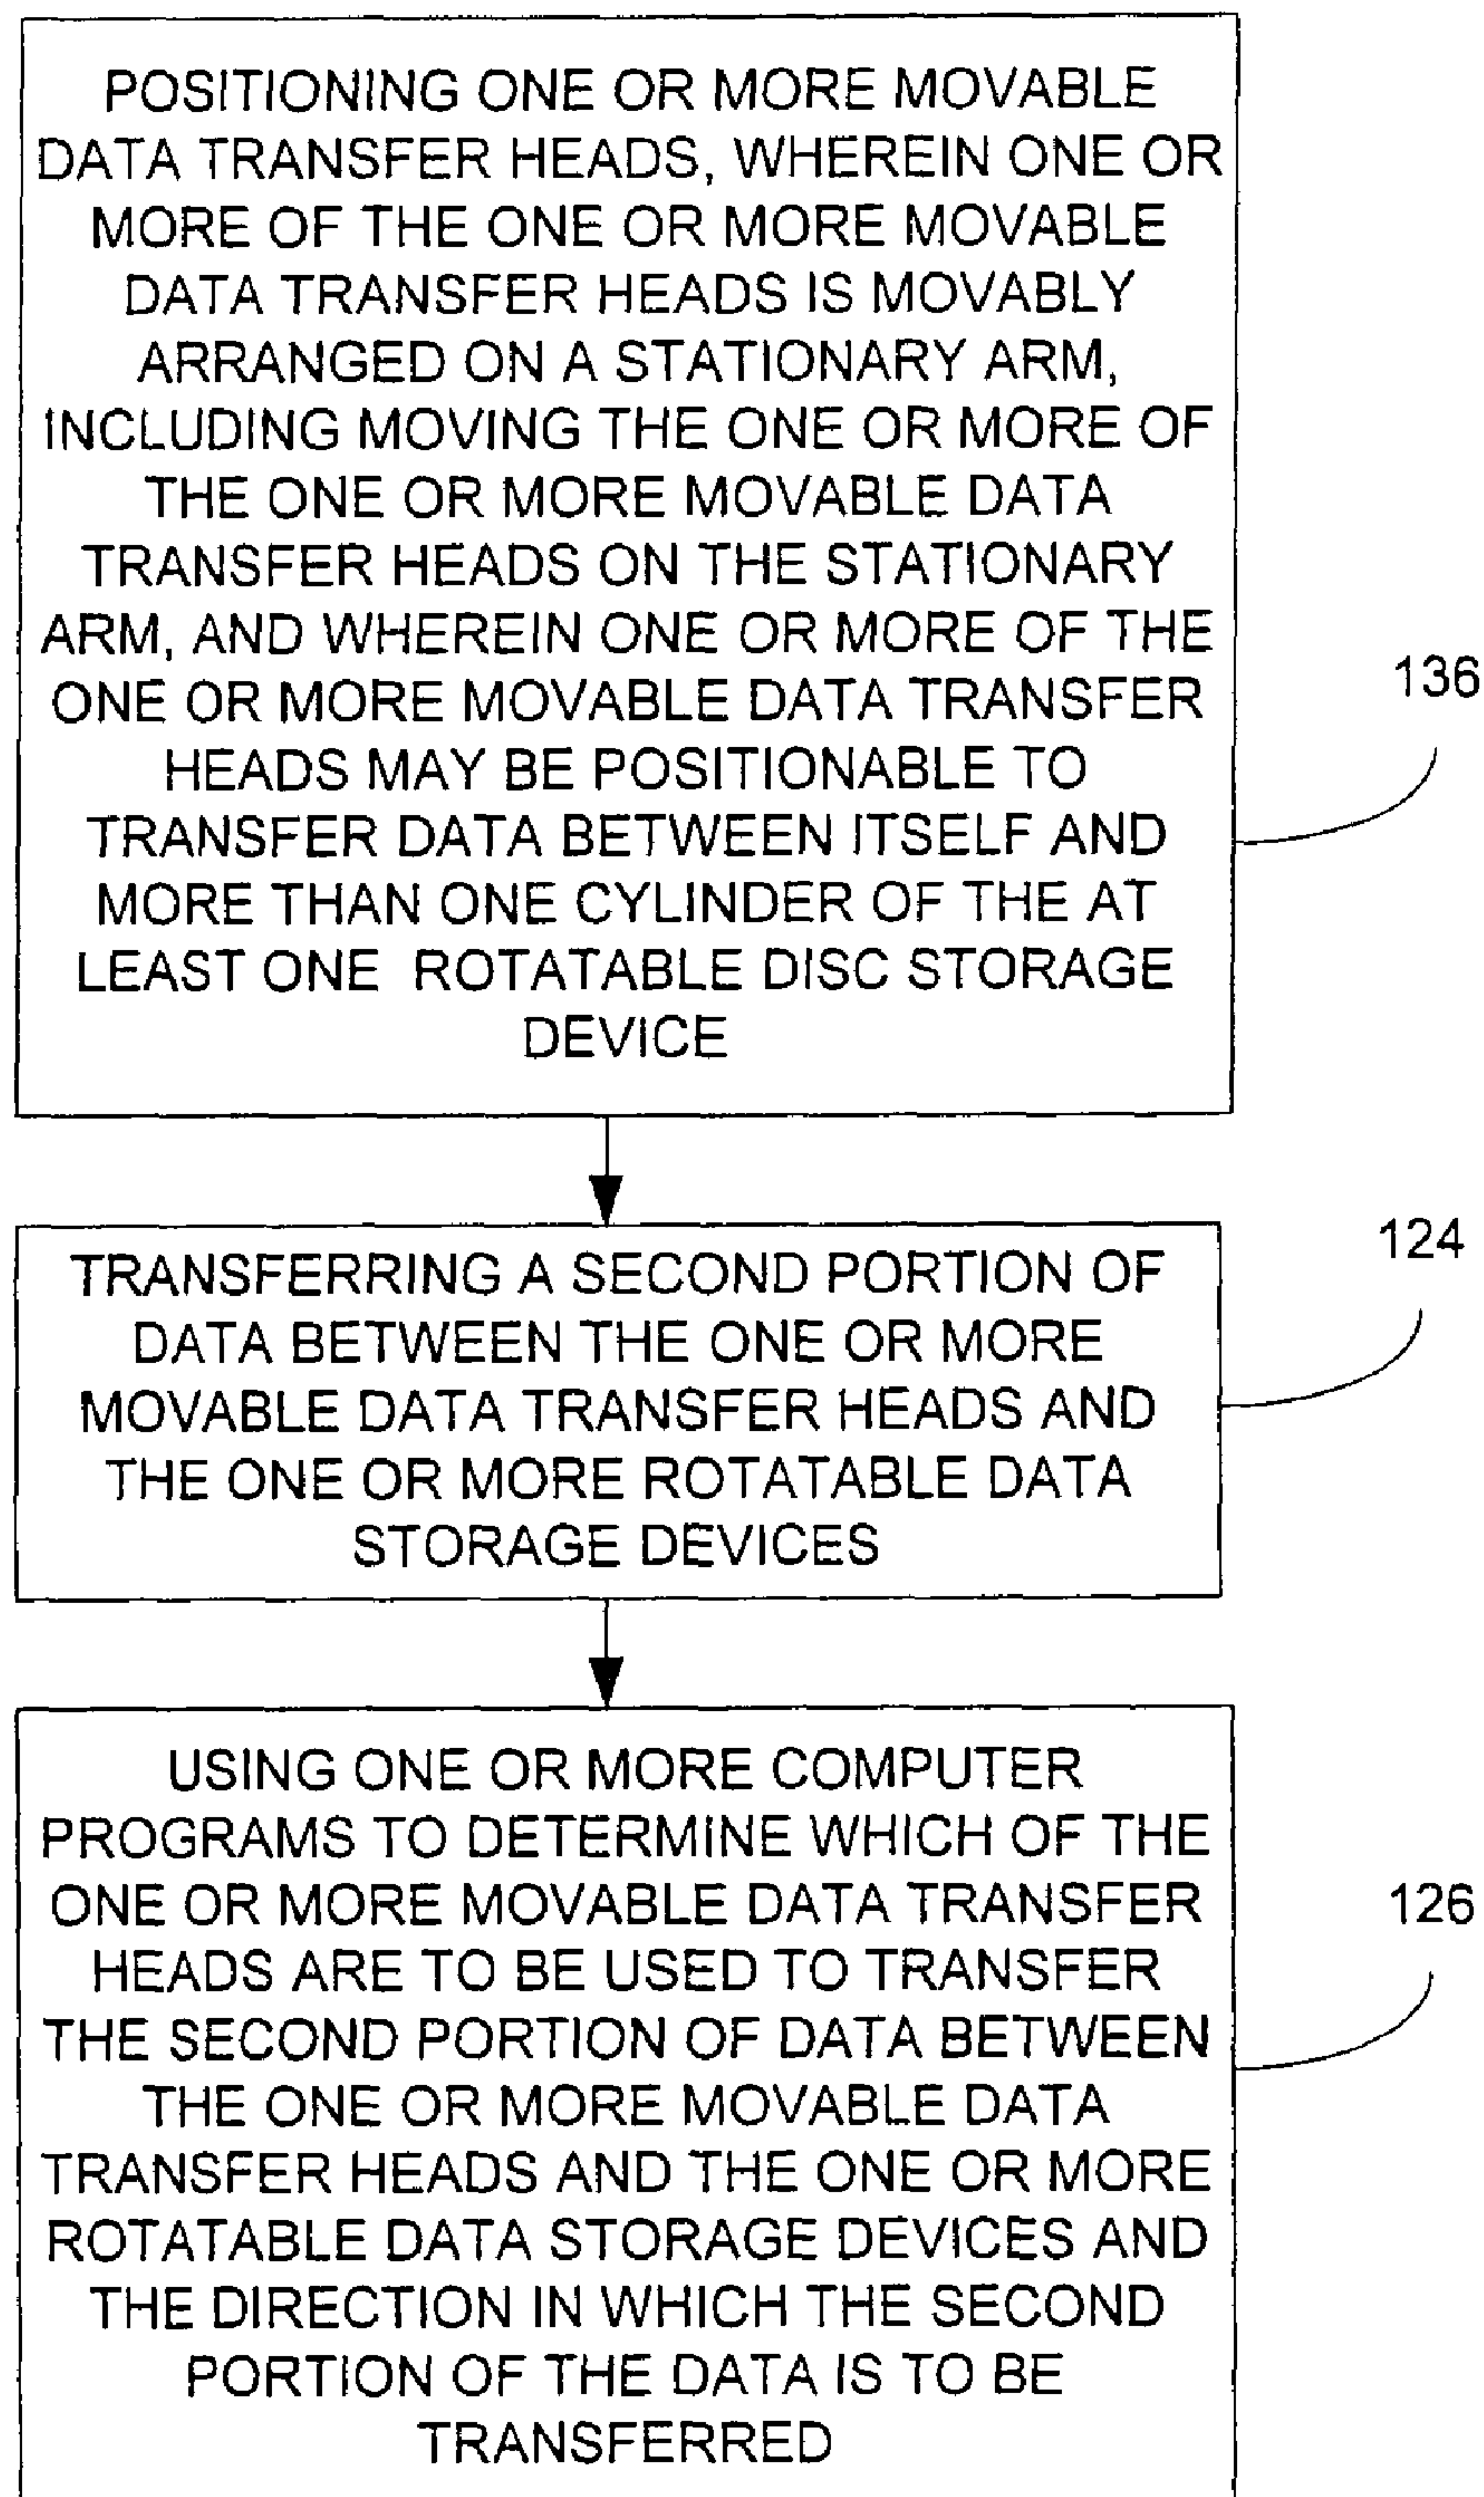 POSITIONING ONE OR MORE MOVABLE
DATA TRANSFER HEADS, WHEREIN ONE OR
MORE OF THE ONE OR MORE MOVABLE
DATA TRANSFER HEADS IS MOVABLY
ARRANGED ON A STATIONARY ARM,
INCLUDING MOVING THE ONE OR MORE OF
THE ONE OR MORE MOVABLE DATA
TRANSFER HEADS ON THE STATIONARY
ARM, AND WHEREIN ONE OR MORE OF THE
ONE OR MORE MOVABLE DATA TRANSFER
HEADS MAY BE POSITIONABLE TO
TRANSFER DATA BETWEEN ITSELF AND
MORE THAN ONE CYLINDER OF THE AT
LEAST ONE ROTATABLE DISC STORAGE
DEVICE
136
TRANSFERRING A SECOND PORTION OF
DATA BETWEEN THE ONE OR MORE
MOVABLE DATA TRANSFER HEADS AND
THE ONE OR MORE ROTATABLE DATA
STORAGE DEVICES
124
USING ONE OR MORE COMPUTER
PROGRAMS TO DETERMINE WHICH OF THE
ONE OR MORE MOVABLE DATA TRANSFER
HEADS ARE TO BE USED TO TRANSFER
THE SECOND PORTION OF DATA BETWEEN
THE ONE OR MORE MOVABLE DATA
TRANSFER HEADS AND THE ONE OR MORE
ROTATABLE DATA STORAGE DEVICES AND
THE DIRECTION IN WHICH THE SECOND
PORTION OF THE DATA IS TO BE
TRANSFERRED
126